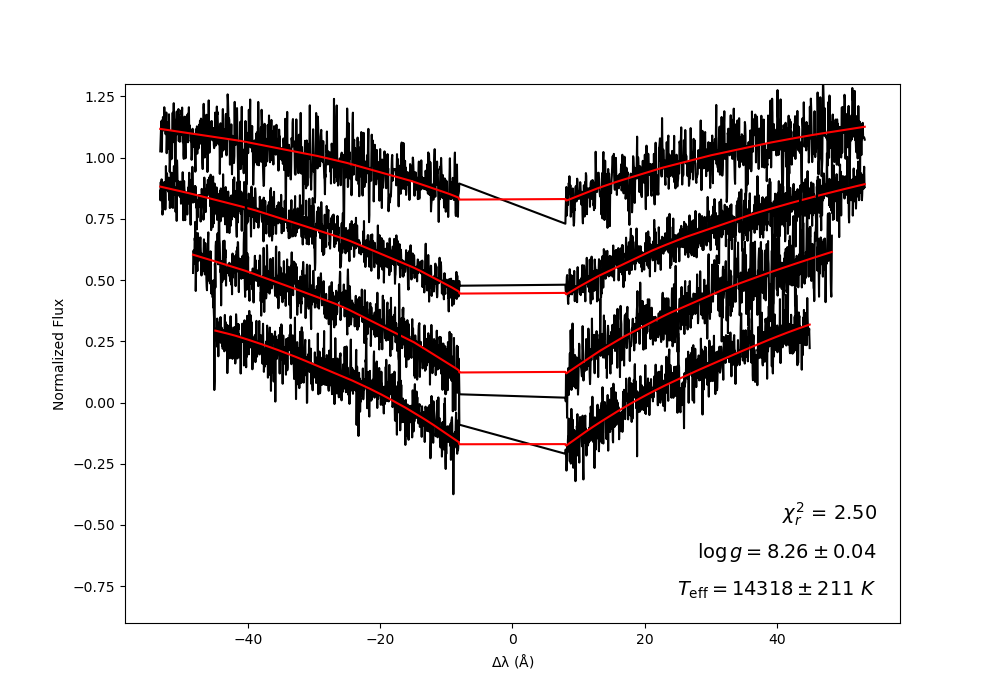 1.25
1.00
0.75
0.50
0.25
0.00
−0.25
−0.50
−0.75
Normalized Flux
χ²ᵣ = 2.50
log g = 8.26 ± 0.04
T_eff = 14318 ± 211 K
−40 −20 0 20 40
Δλ (Å)